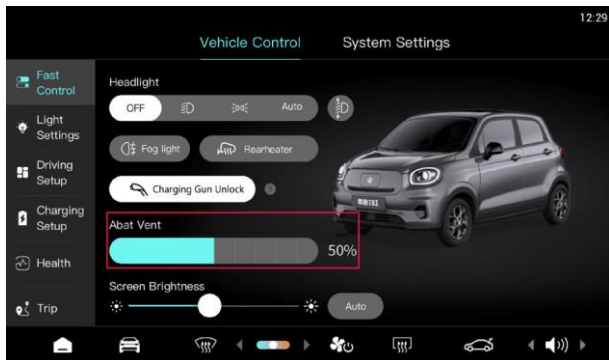 12:29
Vehicle Control
System Settings
Fast
Control
Light
Settings
Driving
Setup
Charging
Setup
Health
Trip
Headlight
OFF
Auto
Fog light
Rearheater
Charging Gun Unlock
Abat Vent
50%
Screen Brightness
Auto